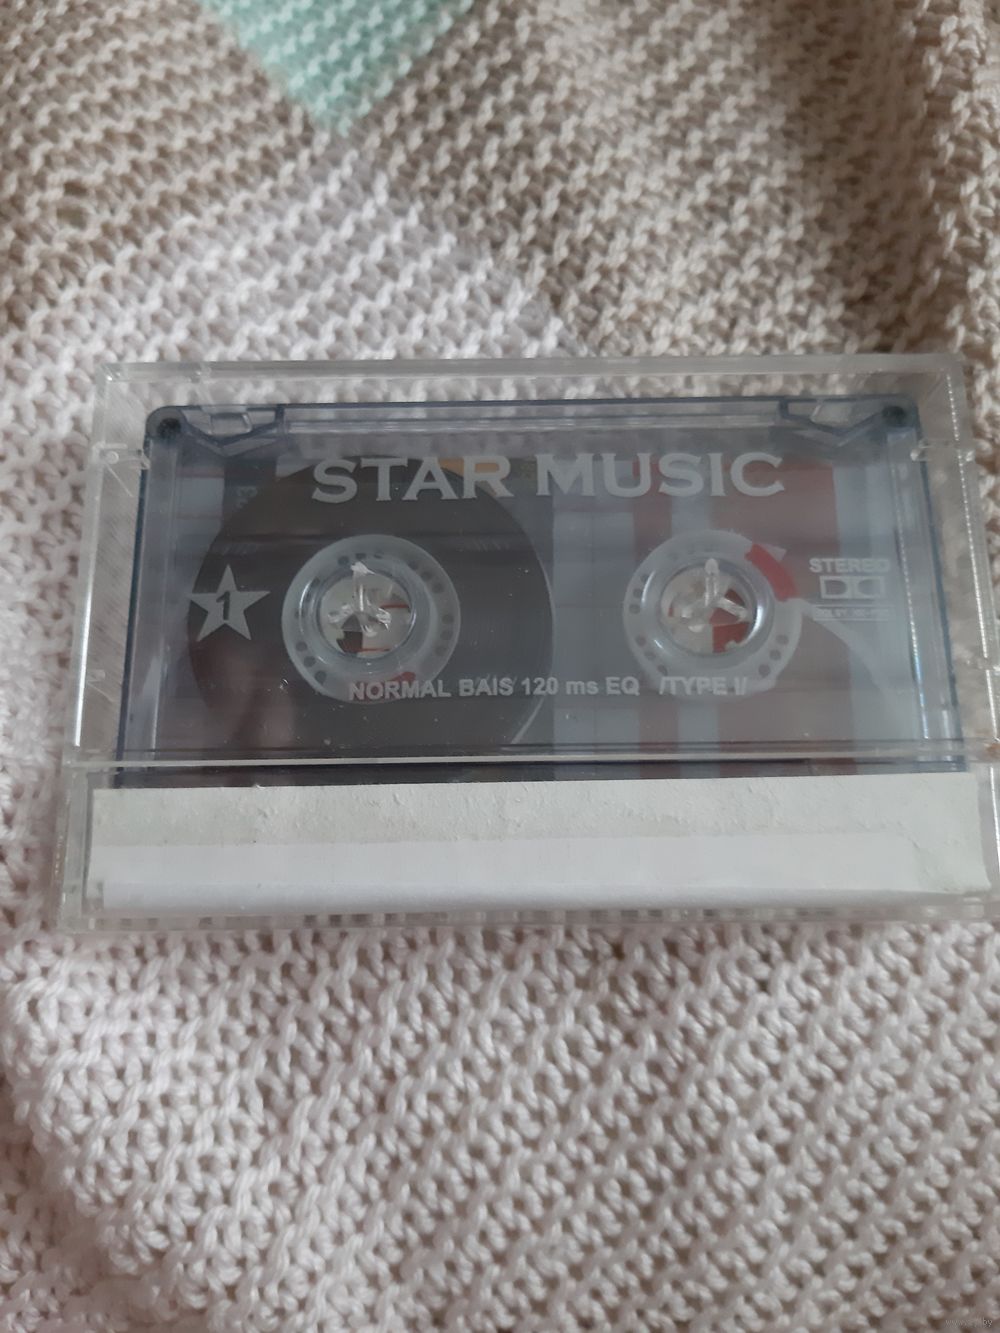 STAR MUSIC
1
STEREO
NORMAL BAIS 120 ms EQ /TYPE I/